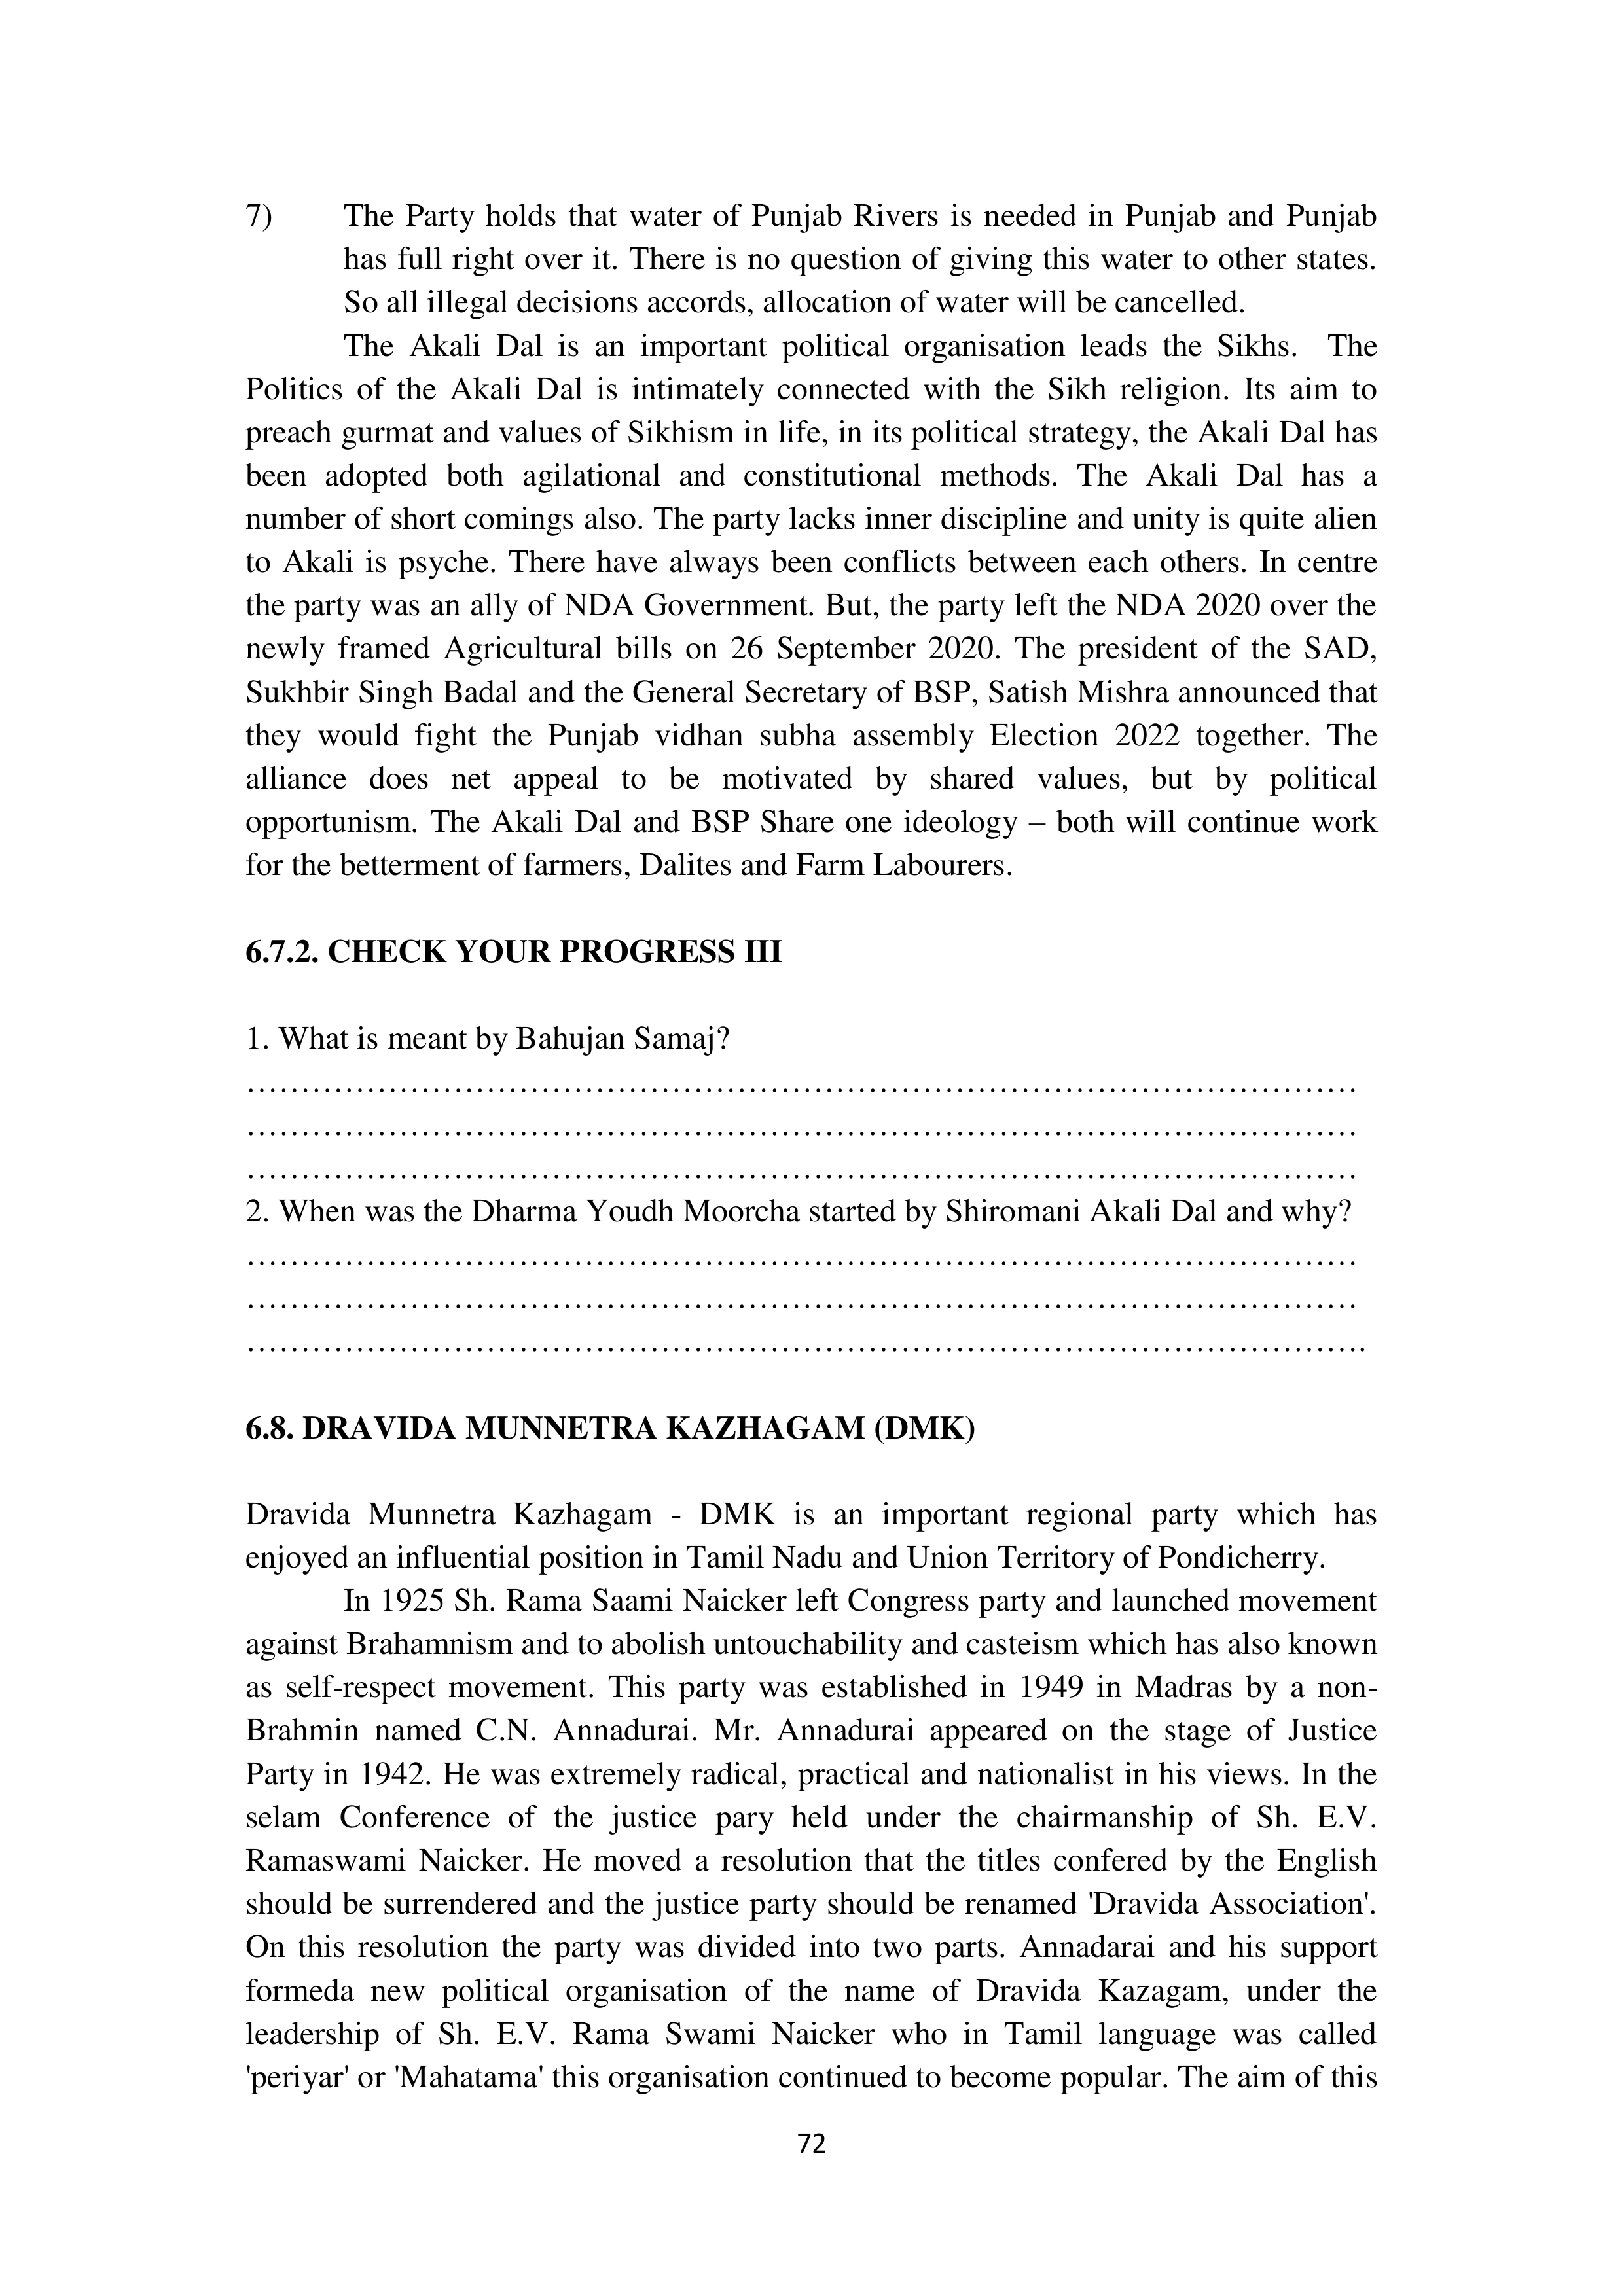 7) The Party holds that water of Punjab Rivers is needed in Punjab and Punjab
has full right over it. There is no question of giving this water to other states.
So all illegal decisions accords, allocation of water will be cancelled.
The Akali Dal is an important political organisation leads the Sikhs. The
Politics of the Akali Dal is intimately connected with the Sikh religion. Its aim to
preach gurmat and values of Sikhism in life, in its political strategy, the Akali Dal has
been adopted both agilational and constitutional methods. The Akali Dal has a
number of short comings also. The party lacks inner discipline and unity is quite alien
to Akali is psyche. There have always been conflicts between each others. In centre
the party was an ally of NDA Government. But, the party left the NDA 2020 over the
newly framed Agricultural bills on 26 September 2020. The president of the SAD,
Sukhbir Singh Badal and the General Secretary of BSP, Satish Mishra announced that
they would fight the Punjab vidhan subha assembly Election 2022 together. The
alliance does net appeal to be motivated by shared values, but by political
opportunism. The Akali Dal and BSP Share one ideology – both will continue work
for the betterment of farmers, Dalites and Farm Labourers.
6.7.2. CHECK YOUR PROGRESS III
1. What is meant by Bahujan Samaj?
……………………………………………………………………………………………
……………………………………………………………………………………………
……………………………………………………………………………………………
2. When was the Dharma Youdh Moorcha started by Shiromani Akali Dal and why?
……………………………………………………………………………………………
……………………………………………………………………………………………
…………………………………………………………………………………………….
6.8. DRAVIDA MUNNETRA KAZHAGAM (DMK)
Dravida Munnetra Kazhagam - DMK is an important regional party which has
enjoyed an influential position in Tamil Nadu and Union Territory of Pondicherry.
In 1925 Sh. Rama Saami Naicker left Congress party and launched movement
against Brahamnism and to abolish untouchability and casteism which has also known
as self-respect movement. This party was established in 1949 in Madras by a non-
Brahmin named C.N. Annadurai. Mr. Annadurai appeared on the stage of Justice
Party in 1942. He was extremely radical, practical and nationalist in his views. In the
selam Conference of the justice pary held under the chairmanship of Sh. E.V.
Ramaswami Naicker. He moved a resolution that the titles confered by the English
should be surrendered and the justice party should be renamed 'Dravida Association'.
On this resolution the party was divided into two parts. Annadarai and his support
formeda new political organisation of the name of Dravida Kazagam, under the
leadership of Sh. E.V. Rama Swami Naicker who in Tamil language was called
'periyar' or 'Mahatama' this organisation continued to become popular. The aim of this
72